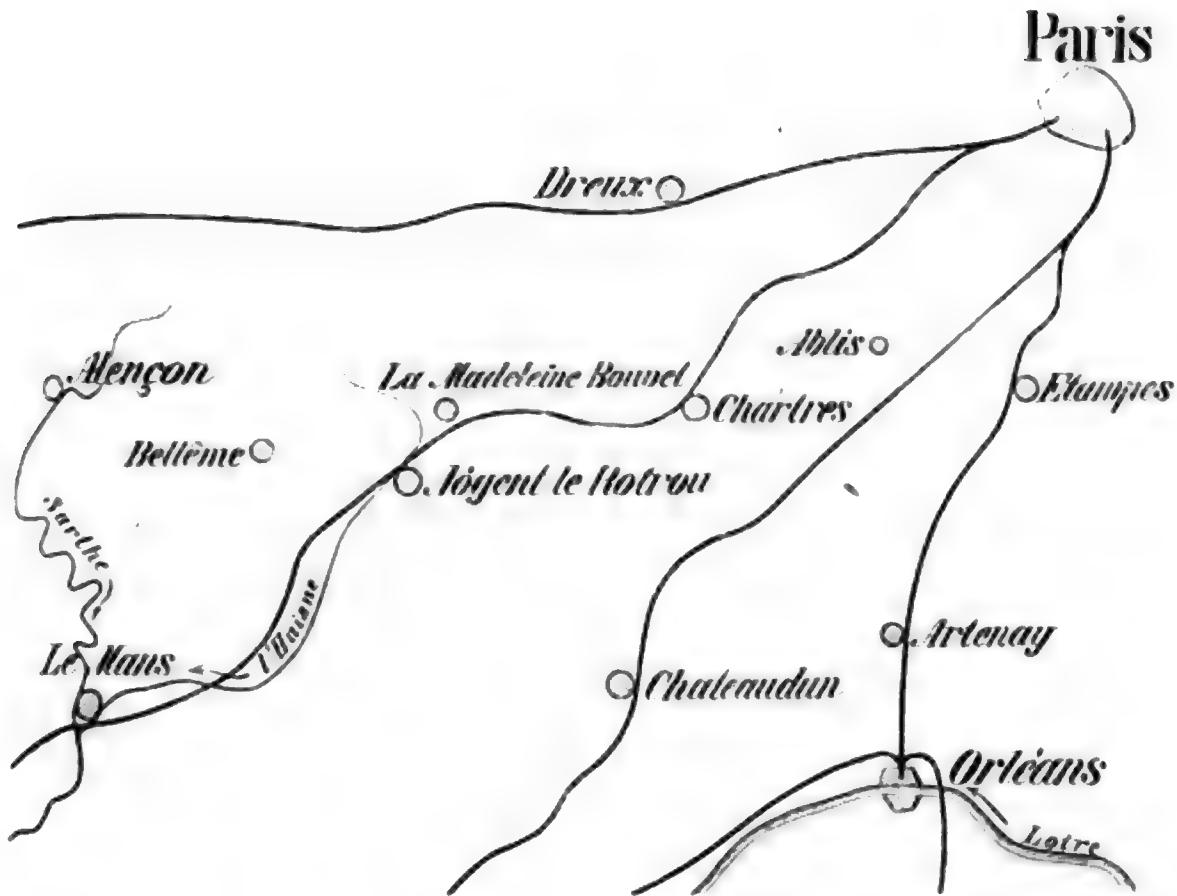 Paris
Dreux
Ablis
Alençon
La Madeleine Bouvet
Etampes
Chartres
Bellême
Nogent le Rotrou
Sarthe
l'Huisne
Artenay
Le Mans
Chateaudun
Orléans
Loire